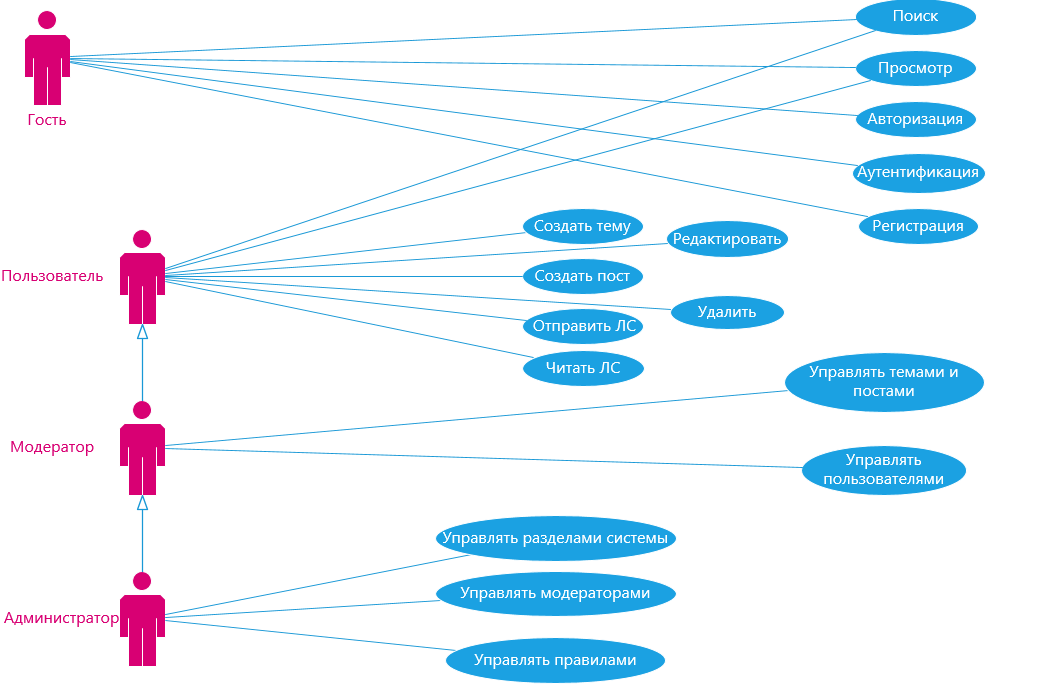 Поиск
Просмотр
Гость
Авторизация
Аутентификация
Создать тему
Регистрация
Редактировать
Пользователь
Создать пост
Удалить
Отправить ЛС
Читать ЛС
Управлять темами и
постами
Модератор
Управлять
пользователями
Управлять разделами системы
Управлять модераторами
Администратор
Управлять правилами